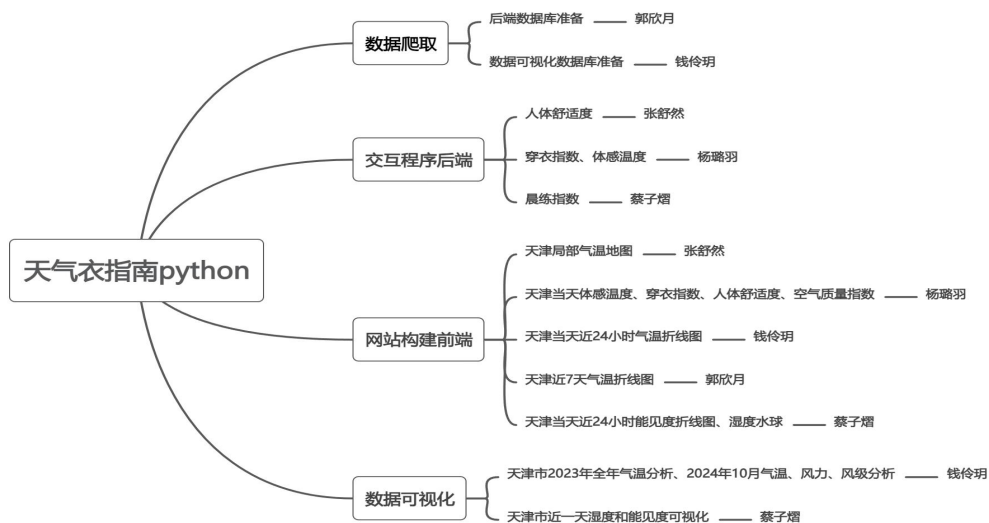 天气衣指南python
数据爬取
后端数据库准备
郭欣月
数据可视化数据库准备
钱伶玥
交互程序后端
人体舒适度
张舒然
穿衣指数、体感温度
杨璐羽
晨练指数
蔡子熠
网站构建前端
天津局部气温地图
张舒然
天津当天体感温度、穿衣指数、人体舒适度、空气质量指数
杨璐羽
天津当天近24小时气温折线图
钱伶玥
天津近7天气温折线图
郭欣月
天津当天近24小时能见度折线图、湿度水球
蔡子熠
数据可视化
天津市2023年全年气温分析、2024年10月气温、风力、风级分析
钱伶玥
天津市近一天湿度和能见度可视化
蔡子熠